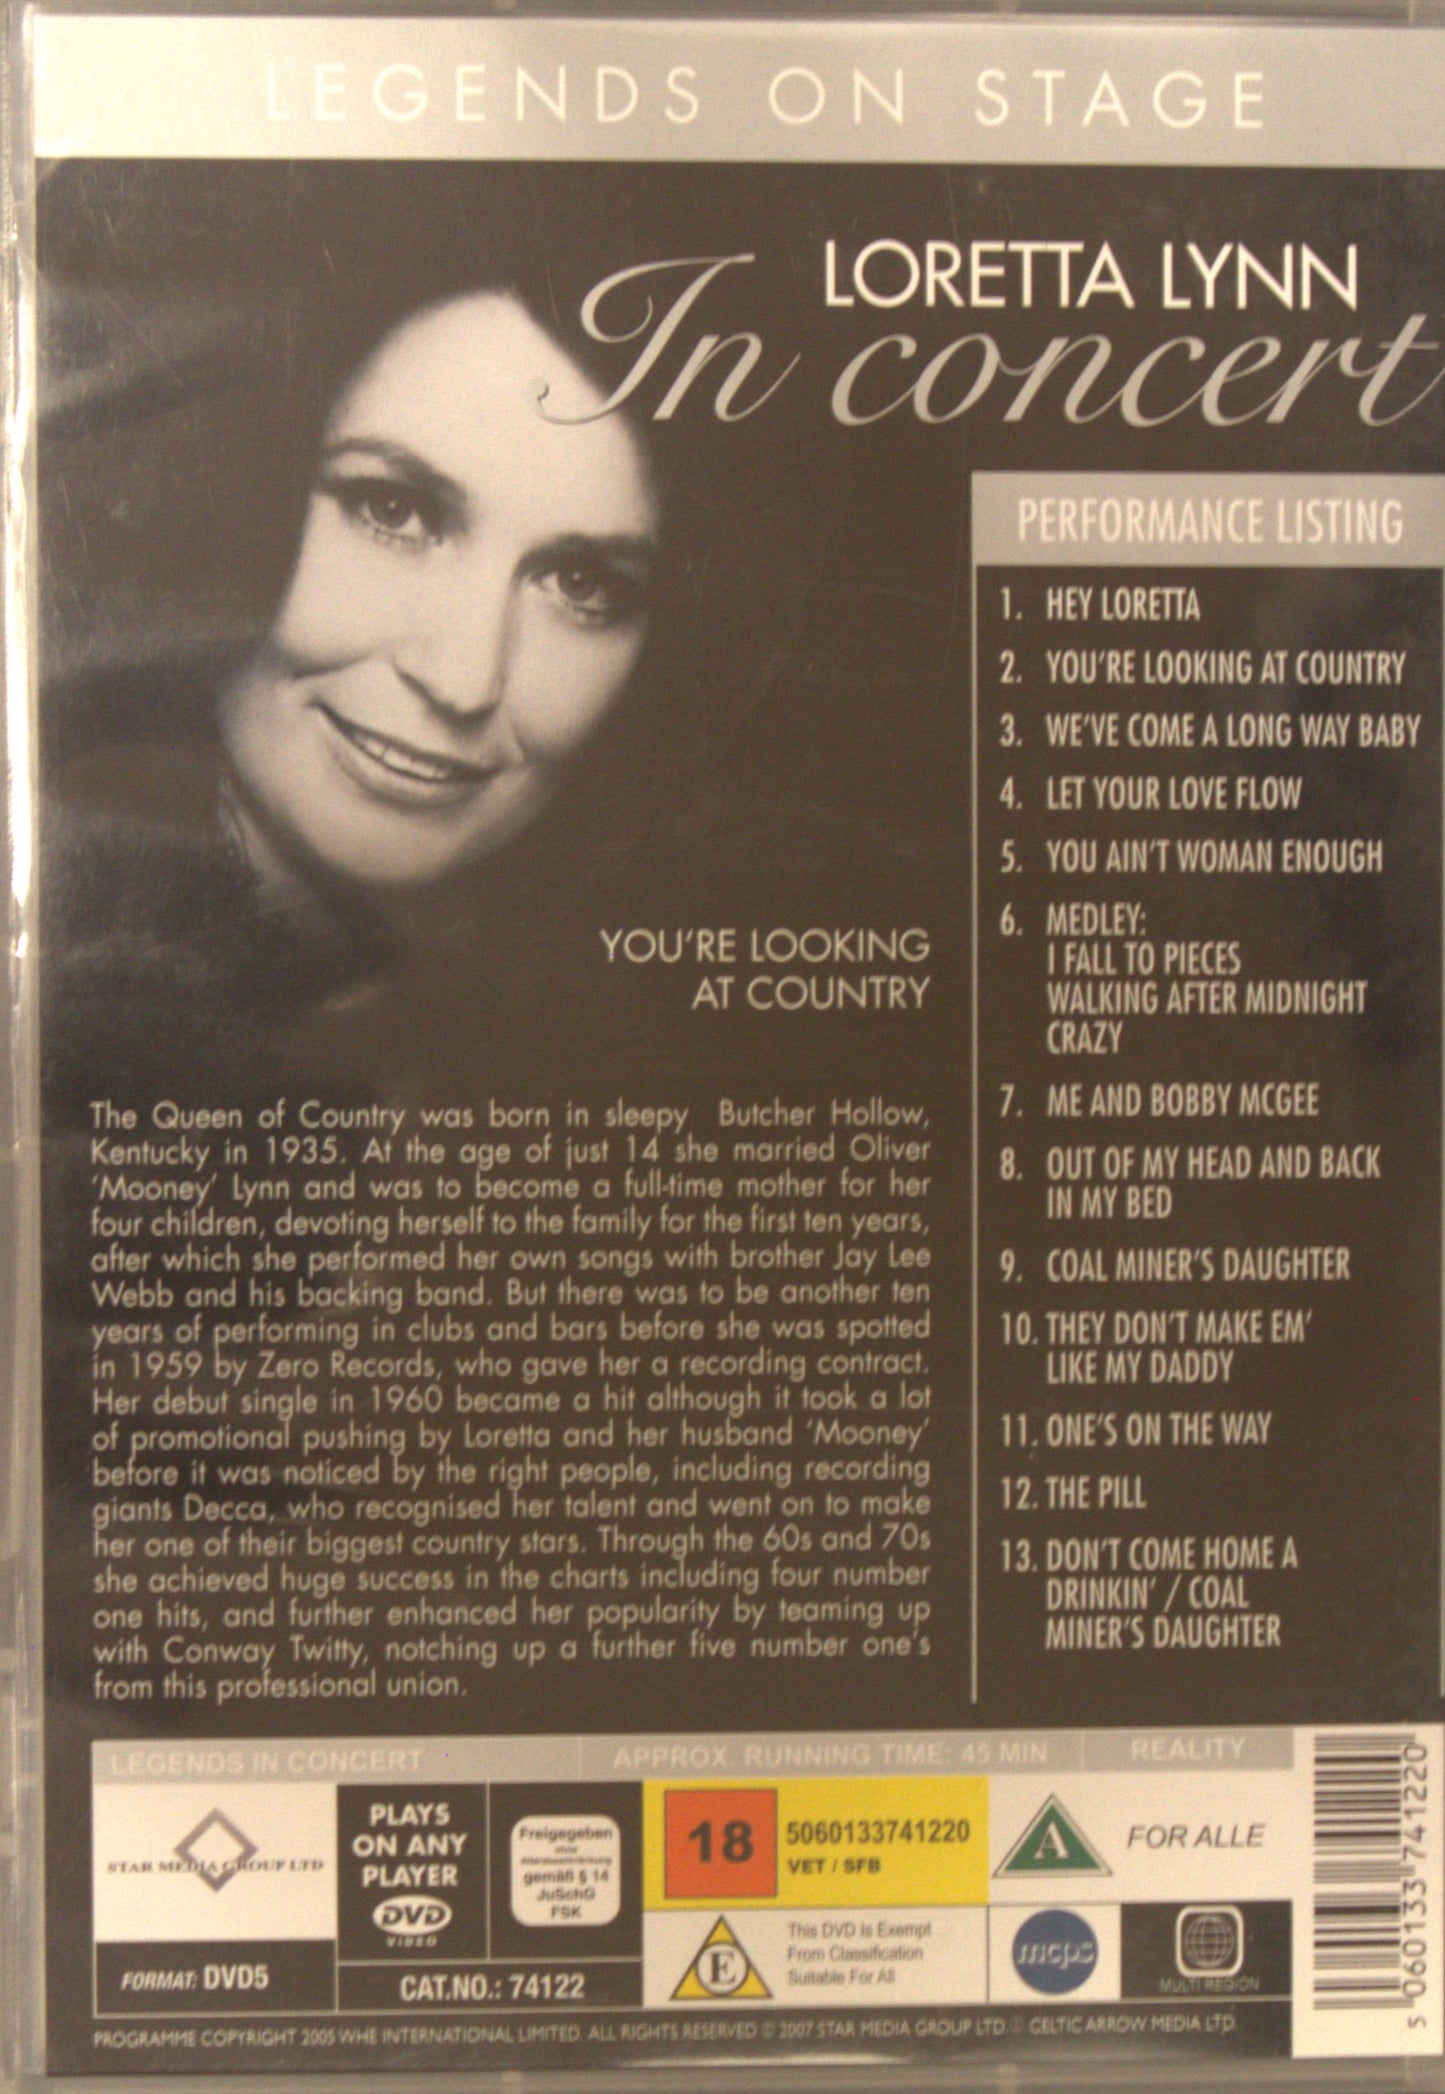 LEGENDS ON STAGE
LORETTA LYNN
In concert
PERFORMANCE LISTING
1. HEY LORETTA
2. YOU'RE LOOKING AT COUNTRY
3. WE'VE COME A LONG WAY BABY
4. LET YOUR LOVE FLOW
5. YOU AIN'T WOMAN ENOUGH
6. MEDLEY:
I FALL TO PIECES
WALKING AFTER MIDNIGHT
CRAZY
7. ME AND BOBBY MCGEE
8. OUT OF MY HEAD AND BACK
IN MY BED
9. COAL MINER'S DAUGHTER
10. THEY DON'T MAKE EM'
LIKE MY DADDY
11. ONE'S ON THE WAY
12. THE PILL
13. DON'T COME HOME A
DRINKIN' / COAL
MINER'S DAUGHTER
YOU'RE LOOKING
AT COUNTRY
The Queen of Country was born in sleepy Butcher Hollow,
Kentucky in 1935. At the age of just 14 she married Oliver
'Mooney' Lynn and was to become a full-time mother for her
four children, devoting herself to the family for the first ten years,
after which she performed her own songs with brother Jay Lee
Webb and his backing band. But there was to be another ten
years of performing in clubs and bars before she was spotted
in 1959 by Zero Records, who gave her a recording contract.
Her debut single in 1960 became a hit although it took a lot
of promotional pushing by Loretta and her husband 'Mooney'
before it was noticed by the right people, including recording
giants Decca, who recognised her talent and went on to make
her one of their biggest country stars. Through the 60s and 70s
she achieved huge success in the charts including four number
one hits, and further enhanced her popularity by teaming up
with Conway Twitty, notching up a further five number one's
from this professional union.
LEGENDS IN CONCERT
APPROX. RUNNING TIME: 45 MIN
REALITY
STAR MEDIA GROUP LTD
FORMAT: DVD5
PLAYS
ON ANY
PLAYER
DVD
VIDEO
Freigegeben
ohne
Altersbeschränkung
gemäß § 14
JuSchG
FSK
CAT.NO.: 74122
18
5060133741220
VET / SFB
E
This DVD Is Exempt
From Classification
Suitable For All
A
FOR ALLE
mcps
MULTI REGION
5 060133 741220
PROGRAMME COPYRIGHT 2005 WHE INTERNATIONAL LIMITED. ALL RIGHTS RESERVED © 2007 STAR MEDIA GROUP LTD. © CELTIC ARROW MEDIA LTD.